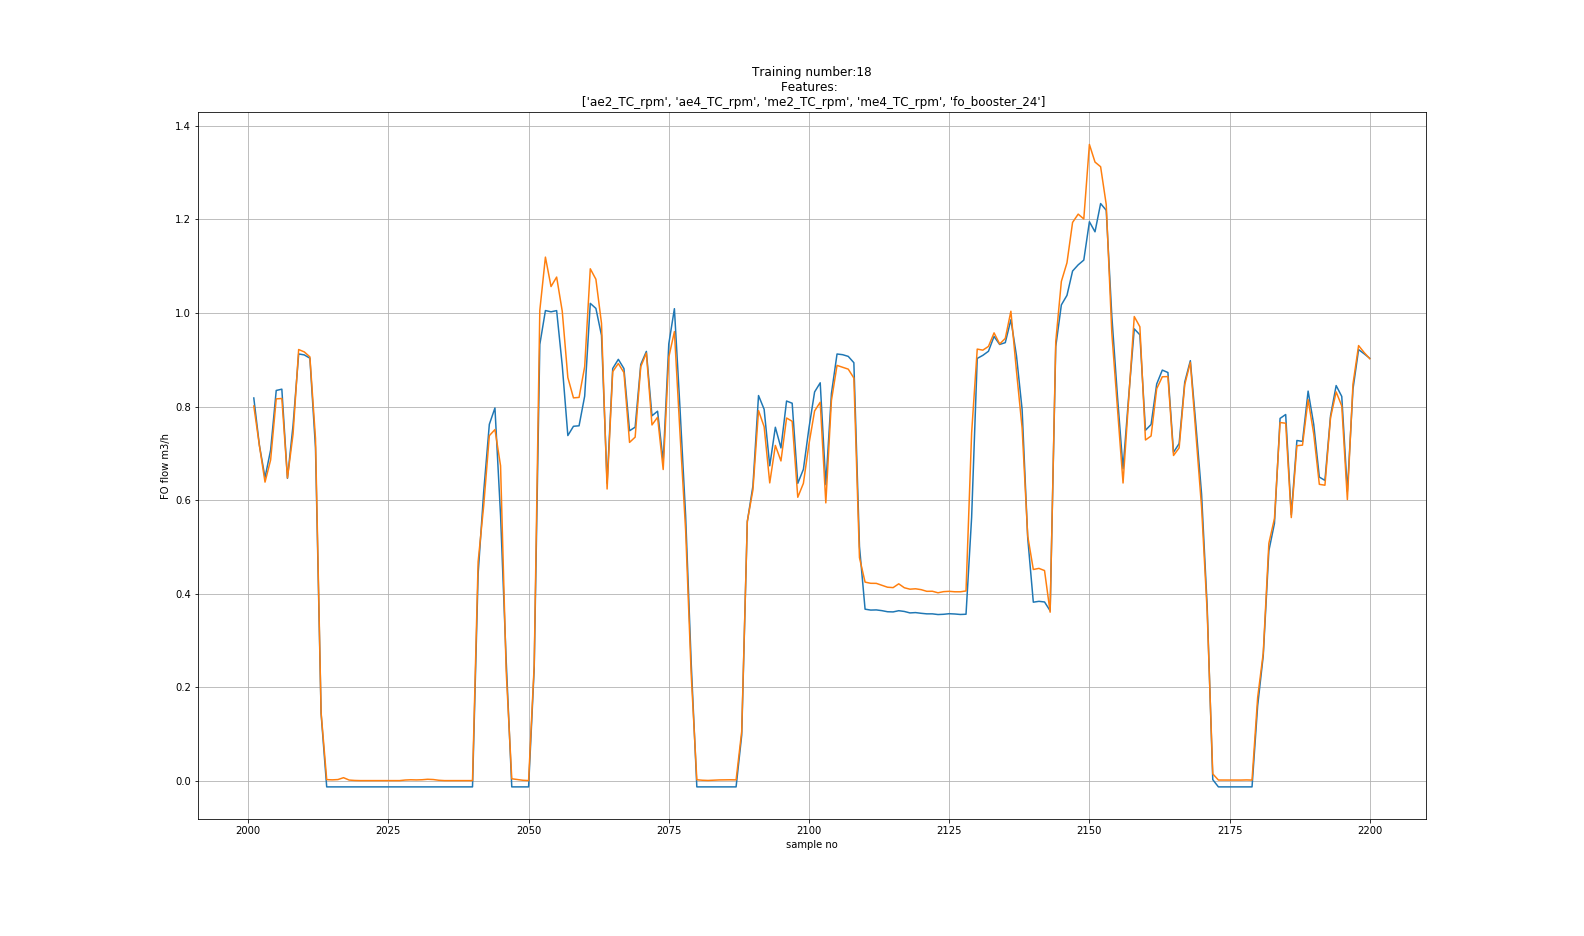 Training number:18
Features:
['ae2_TC_rpm', 'ae4_TC_rpm', 'me2_TC_rpm', 'me4_TC_rpm', 'fo_booster_24']
1.4
1.2
1.0
0.8
0.6
0.4
0.2
0.0
FO flow m3/h
2000 2025 2050 2075 2100 2125 2150 2175 2200
sample no